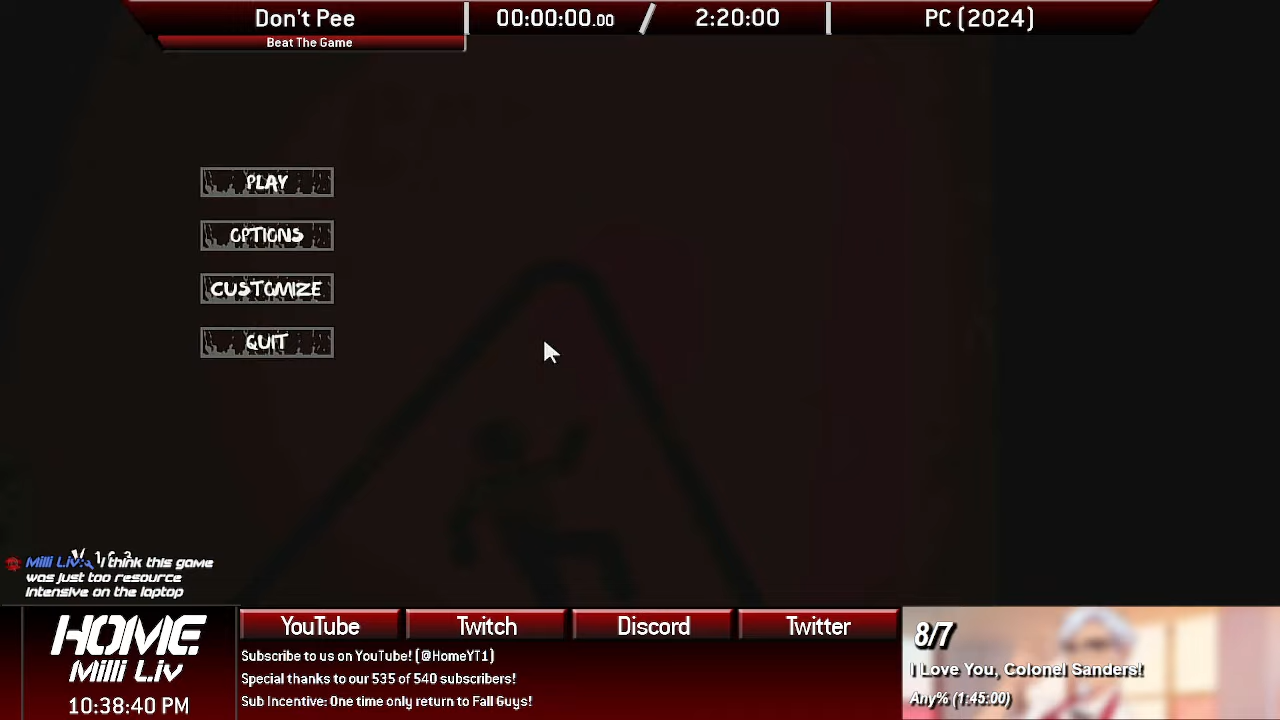 Don't Pee
00:00:00.00
2:20:00
PC (2024)
Beat The Game
PLAY
OPTIONS
CUSTOMIZE
QUIT
V. 1.6.3
Milli Liv: I think this game
was just too resource
intensive on the laptop
HOME
Milli Liv
10:38:40 PM
YouTube
Twitch
Discord
Twitter
Subscribe to us on YouTube! (@HomeYT1)
Special thanks to our 535 of 540 subscribers!
Sub Incentive: One time only return to Fall Guys!
8/7
I Love You, Colonel Sanders!
Any% (1:45:00)